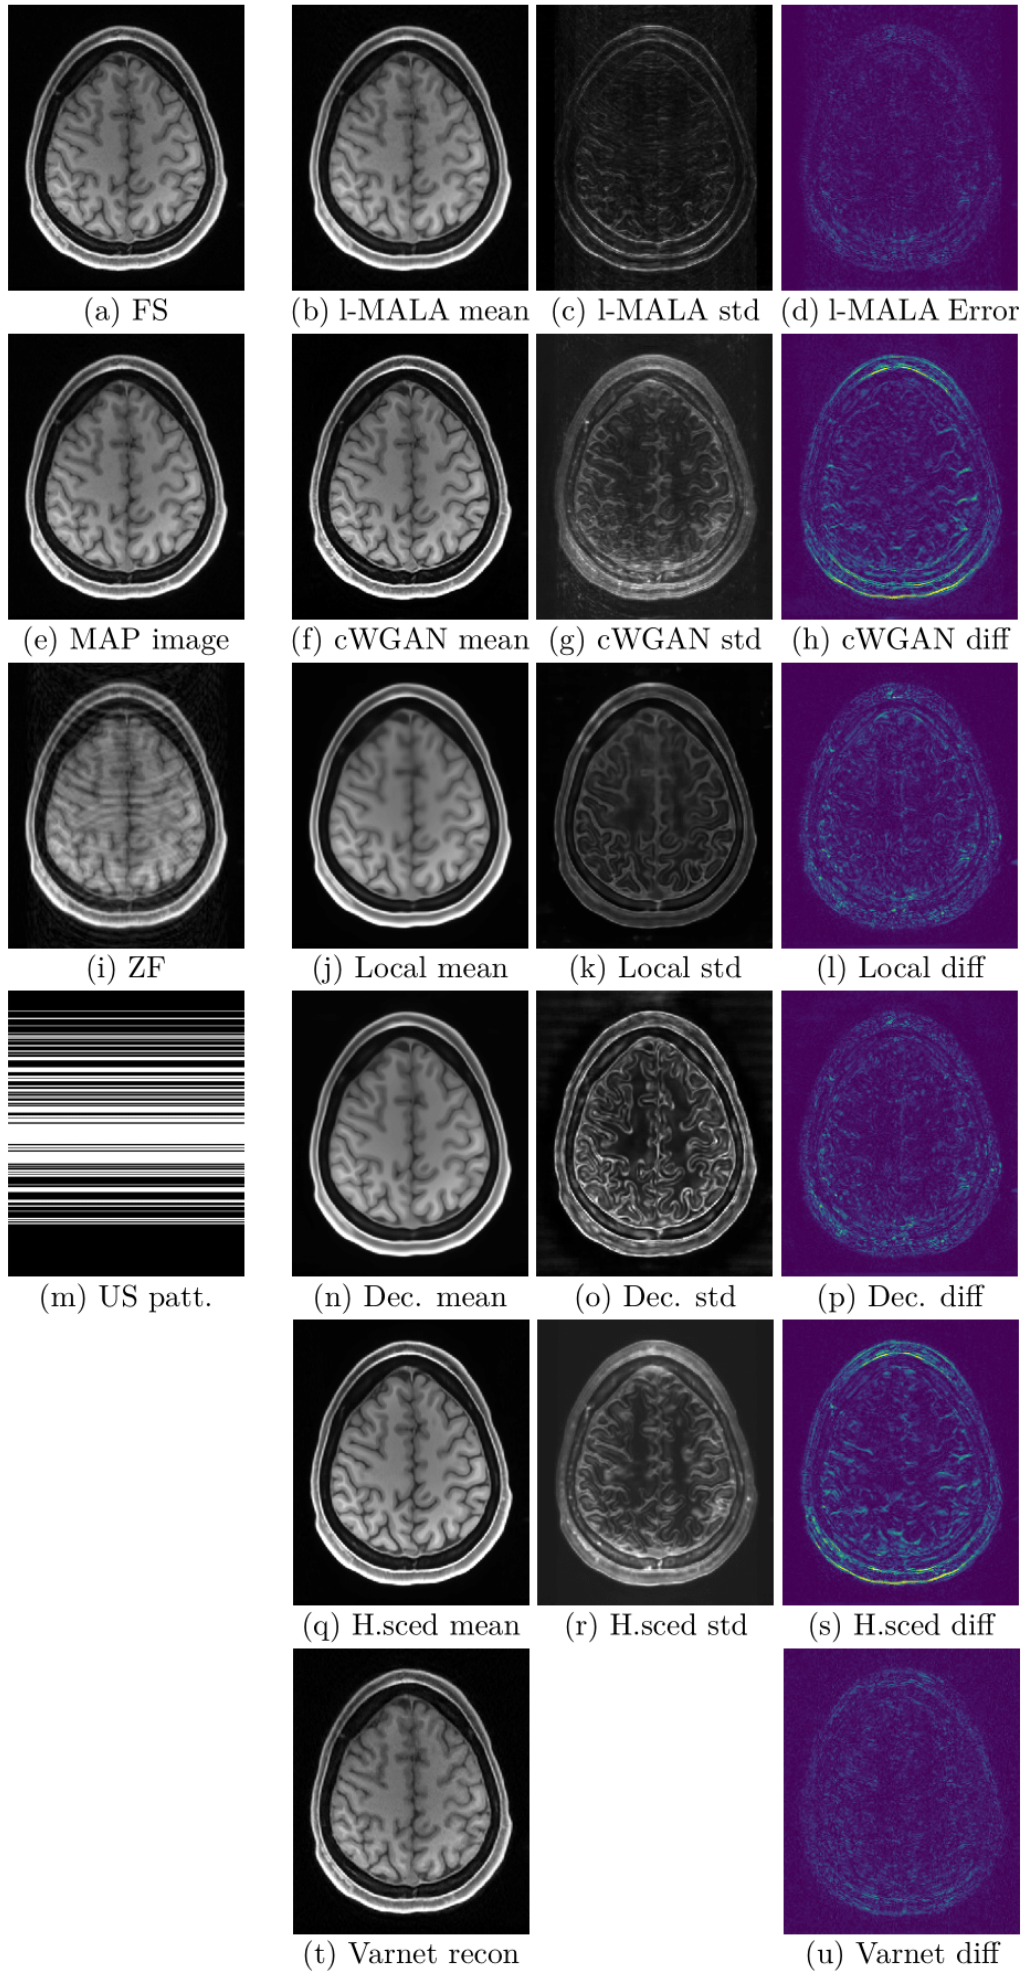 (a) FS
(b) l-MALA mean
(c) l-MALA std
(d) l-MALA Error
(e) MAP image
(f) cWGAN mean
(g) cWGAN std
(h) cWGAN diff
(i) ZF
(j) Local mean
(k) Local std
(l) Local diff
(m) US patt.
(n) Dec. mean
(o) Dec. std
(p) Dec. diff
(q) H.sced mean
(r) H.sced std
(s) H.sced diff
(t) Varnet recon
(u) Varnet diff